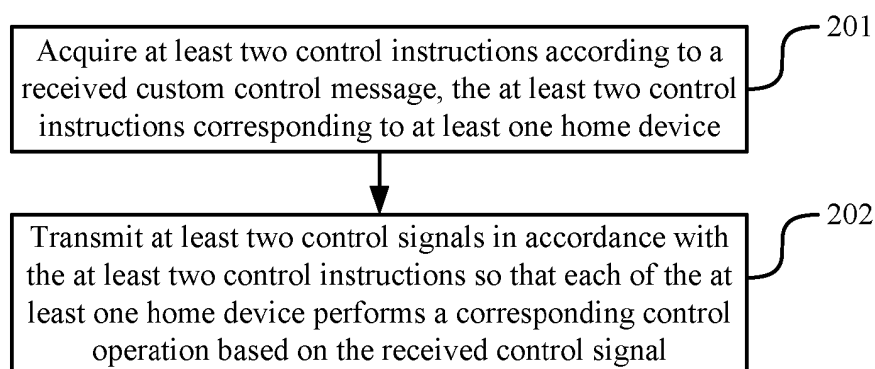 Acquire at least two control instructions according to a
received custom control message, the at least two control
instructions corresponding to at least one home device
201
Transmit at least two control signals in accordance with
the at least two control instructions so that each of the at
least one home device performs a corresponding control
operation based on the received control signal
202